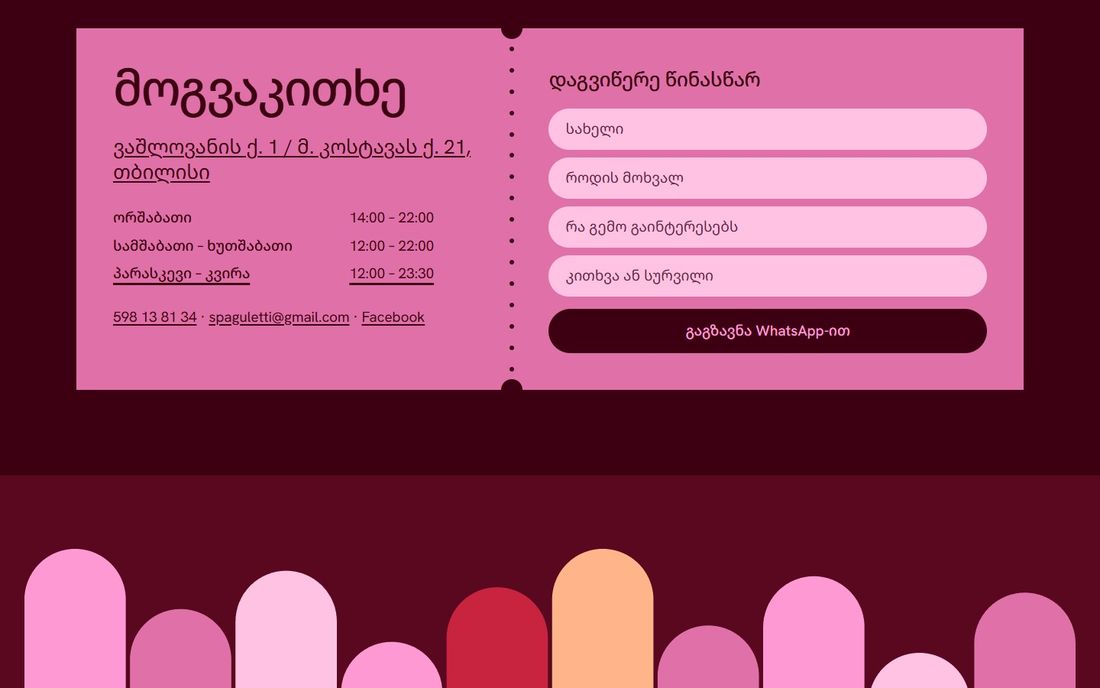 მოგვაკითხე
ვაშლოვანის ქ. 1 / მ. კოსტავას ქ. 21,
თბილისი
ორშაბათი 14:00 – 22:00
სამშაბათი – ხუთშაბათი 12:00 – 22:00
პარასკევი – კვირა 12:00 – 23:30
598 13 81 34 · spaguletti@gmail.com · Facebook
დაგვიწერე წინასწარ
სახელი
როდის მოხვალ
რა გემო გაინტერესებს
კითხვა ან სურვილი
გაგზავნა WhatsApp-ით